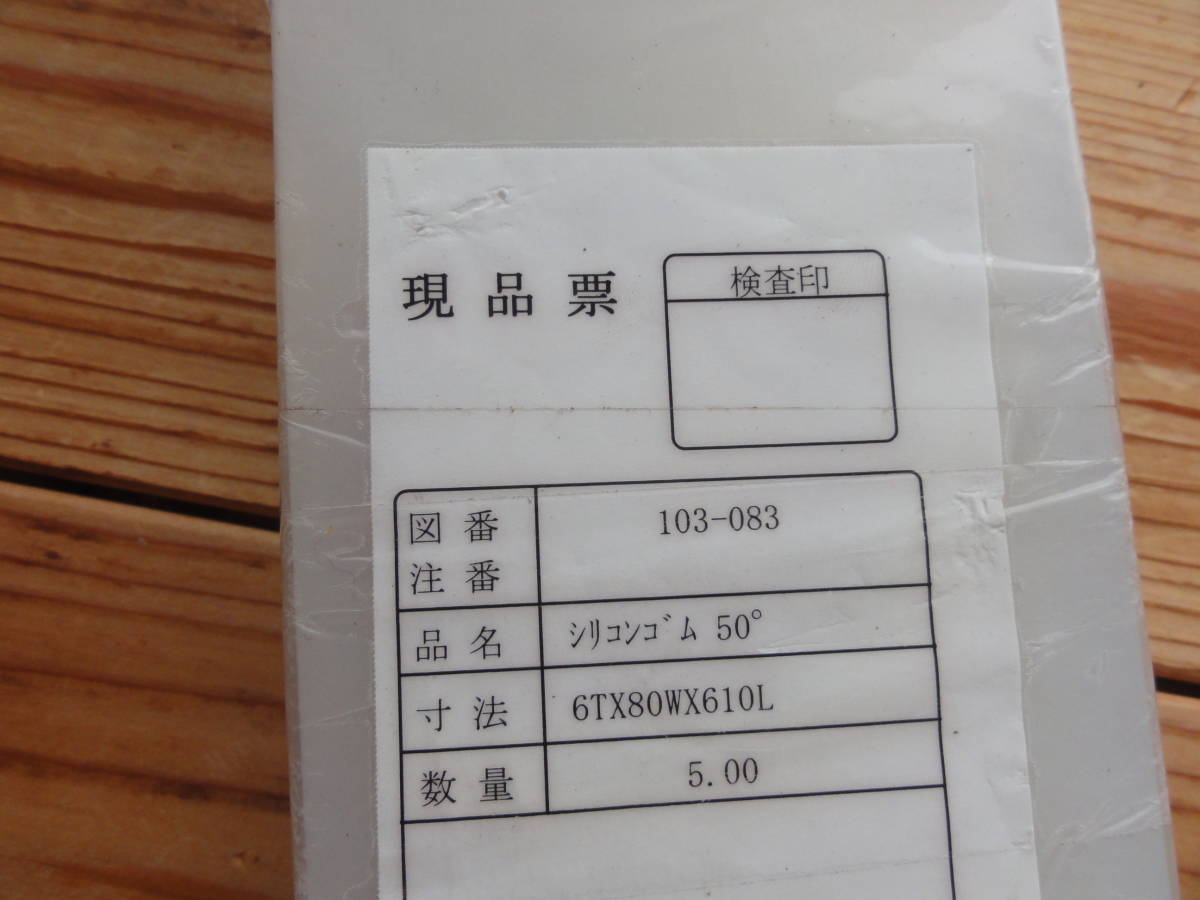 現品票
検査印
図番 103-083
注番
品名 ｼﾘｺﾝｺﾞﾑ 50°
寸法 6TX80WX610L
数量 5.00